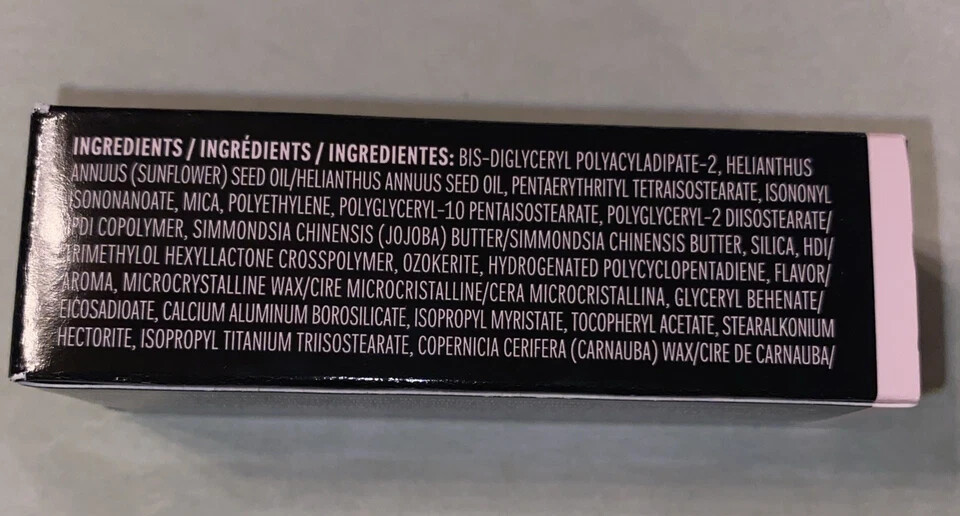 INGREDIENTS / INGRÉDIENTS / INGREDIENTES: BIS-DIGLYCERYL POLYACYLADIPATE-2, HELIANTHUS
ANNUUS (SUNFLOWER) SEED OIL/HELIANTHUS ANNUUS SEED OIL, PENTAERYTHRITYL TETRAISOSTEARATE, ISONONYL
ISONONANOATE, MICA, POLYETHYLENE, POLYGLYCERYL-10 PENTAISOSTEARATE, POLYGLYCERYL-2 DIISOSTEARATE/
IPDI COPOLYMER, SIMMONDSIA CHINENSIS (JOJOBA) BUTTER/SIMMONDSIA CHINENSIS BUTTER, SILICA, HDI/
TRIMETHYLOL HEXYLLACTONE CROSSPOLYMER, OZOKERITE, HYDROGENATED POLYCYCLOPENTADIENE, FLAVOR/
AROMA, MICROCRYSTALLINE WAX/CIRE MICROCRISTALLINE/CERA MICROCRISTALLINA, GLYCERYL BEHENATE/
EICOSADIOATE, CALCIUM ALUMINUM BOROSILICATE, ISOPROPYL MYRISTATE, TOCOPHERYL ACETATE, STEARALKONIUM
HECTORITE, ISOPROPYL TITANIUM TRIISOSTEARATE, COPERNICIA CERIFERA (CARNAUBA) WAX/CIRE DE CARNAUBA/